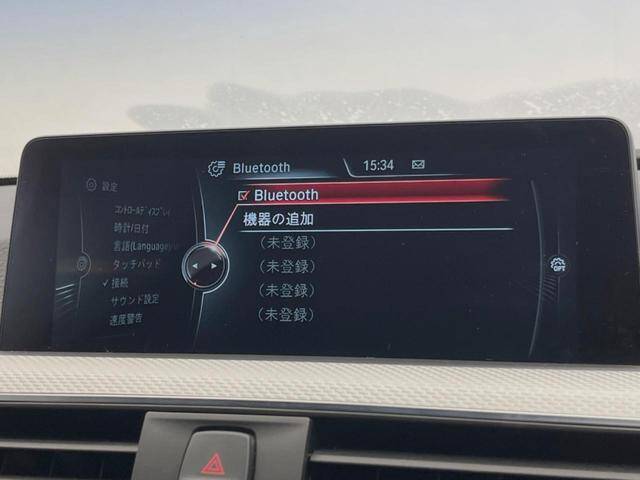 Bluetooth 15:34
設定
コントロールディスプレイ
時計/日付
言語(Language
タッチパッド
✓接続
サウンド設定
速度警告
Bluetooth
機器の追加
(未登録)
(未登録)
(未登録)
(未登録)
OPT